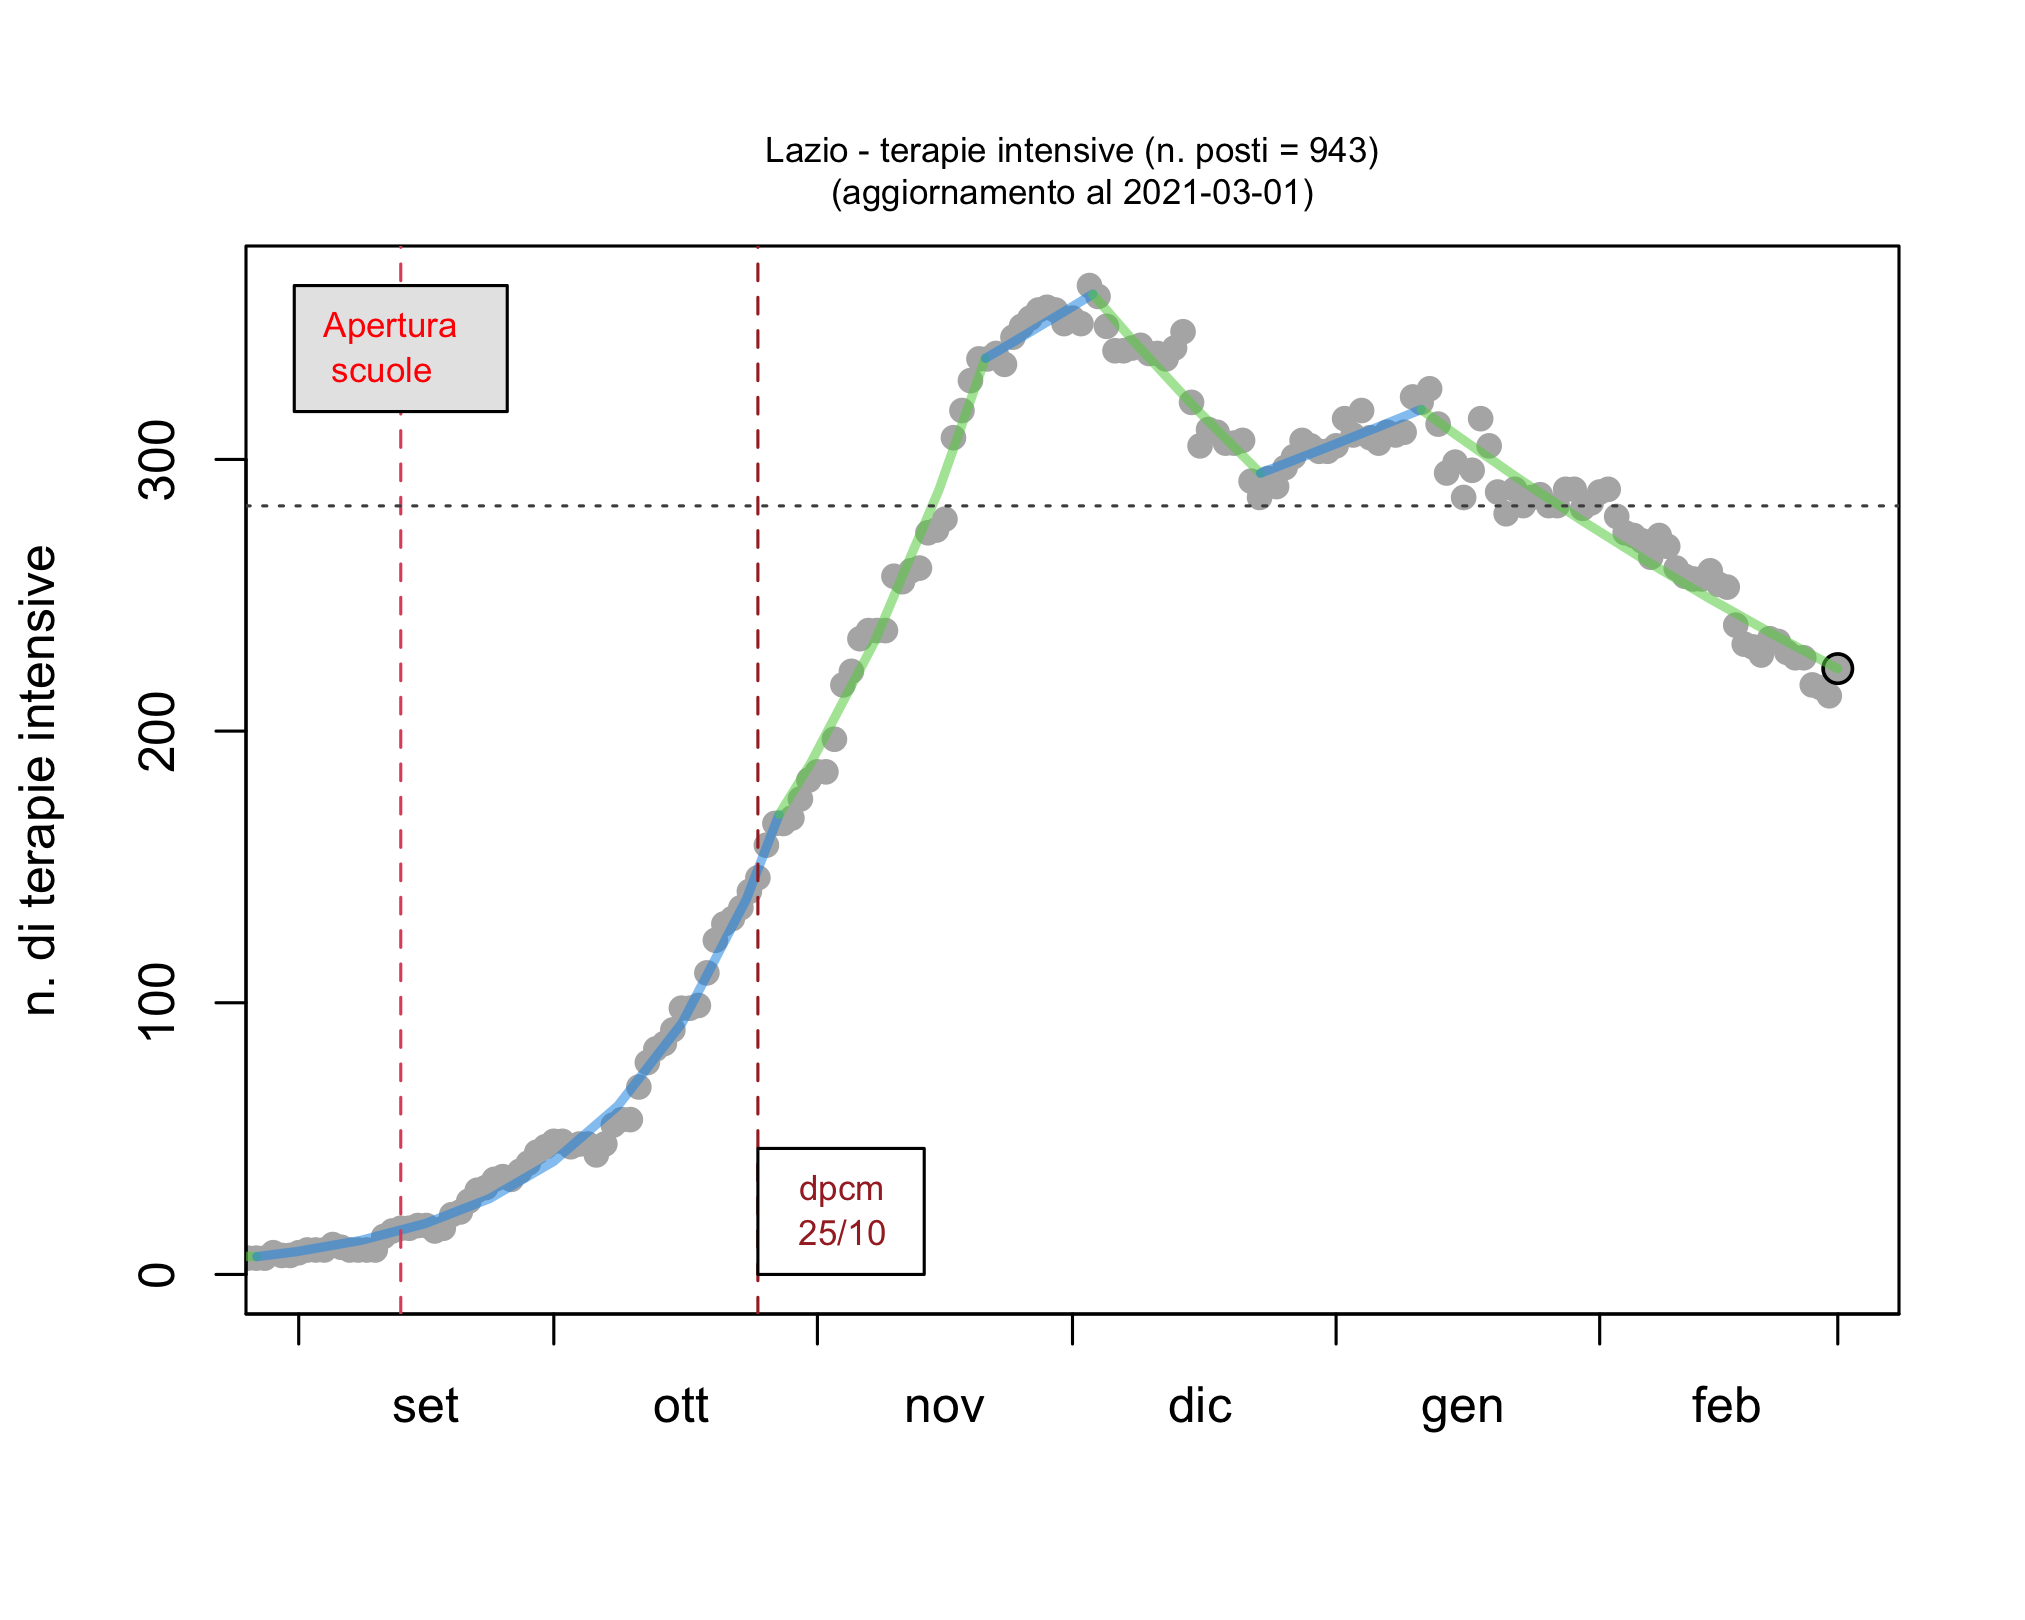 Lazio - terapie intensive (n. posti = 943)
(aggiornamento al 2021-03-01)
Apertura
scuole
n. di terapie intensive
300
200
100
0
dpcm
25/10
set ott nov dic gen feb